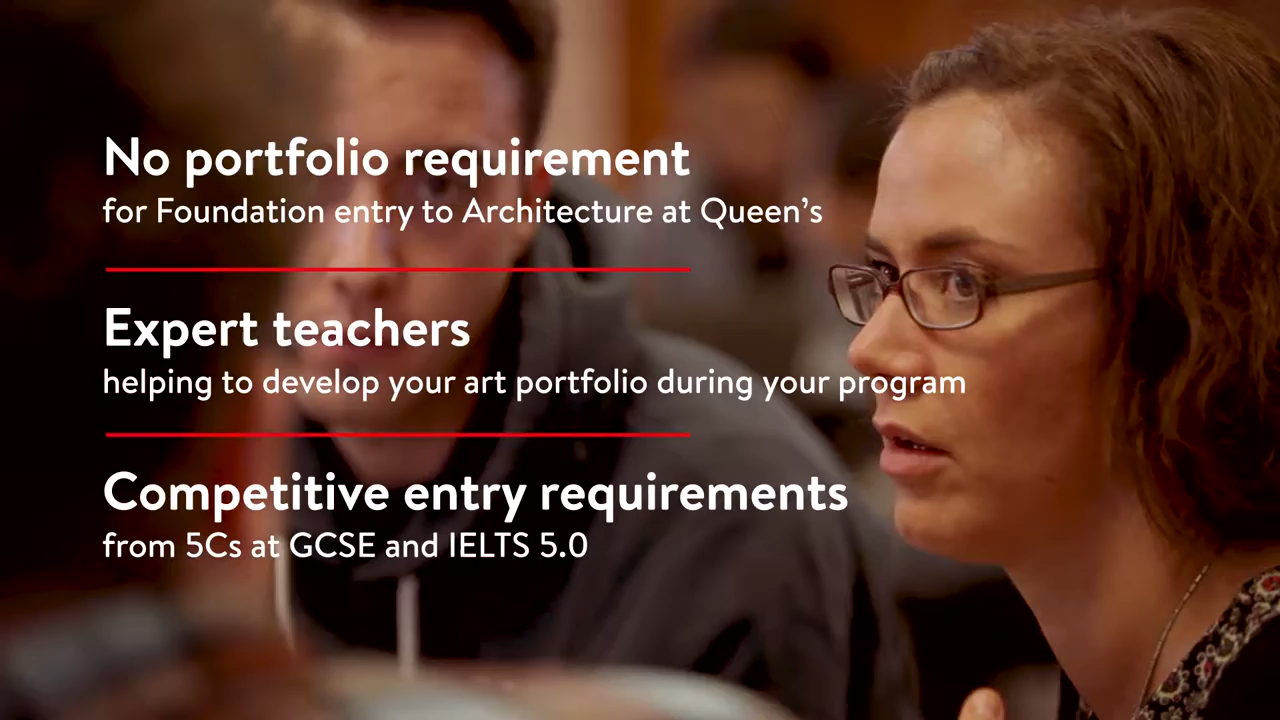 No portfolio requirement
for Foundation entry to Architecture at Queen’s
Expert teachers
helping to develop your art portfolio during your program
Competitive entry requirements
from 5Cs at GCSE and IELTS 5.0